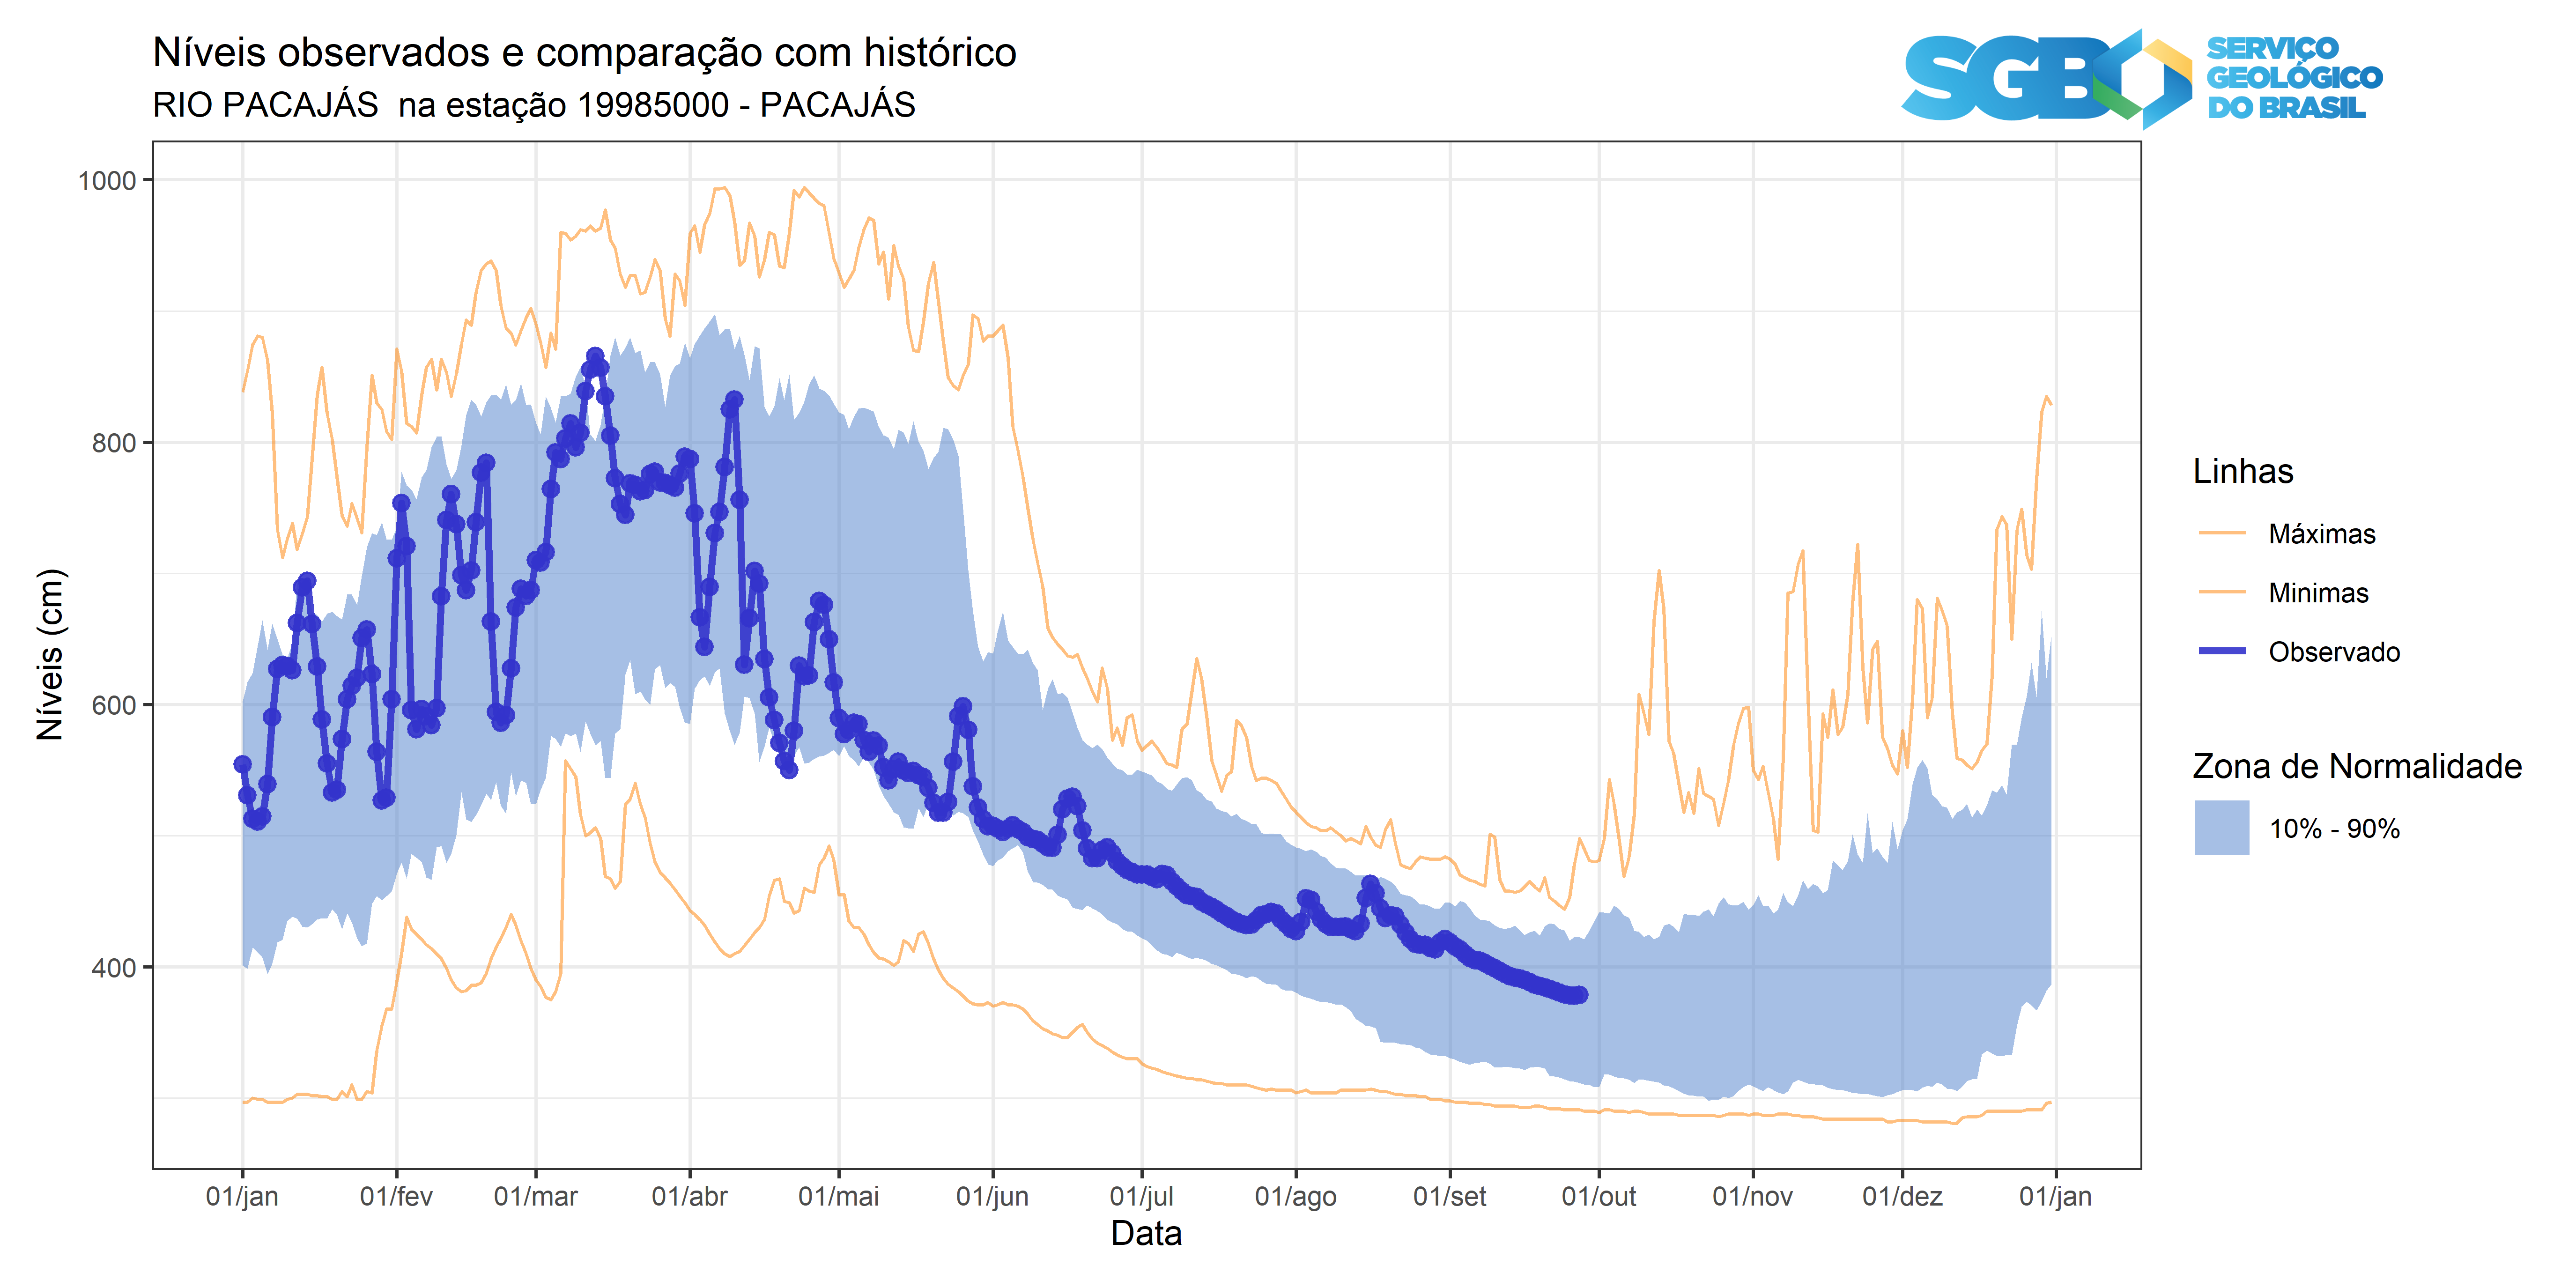 Níveis observados e comparação com histórico
RIO PACAJÁS  na estação 19985000 - PACAJÁS
SGB
SERVIÇO
GEOLÓGICO
DO BRASIL
Níveis (cm)
1000
800
600
400
01/jan
01/fev
01/mar
01/abr
01/mai
01/jun
01/jul
01/ago
01/set
01/out
01/nov
01/dez
01/jan
Data
Linhas
Máximas
Minimas
Observado
Zona de Normalidade
10% - 90%